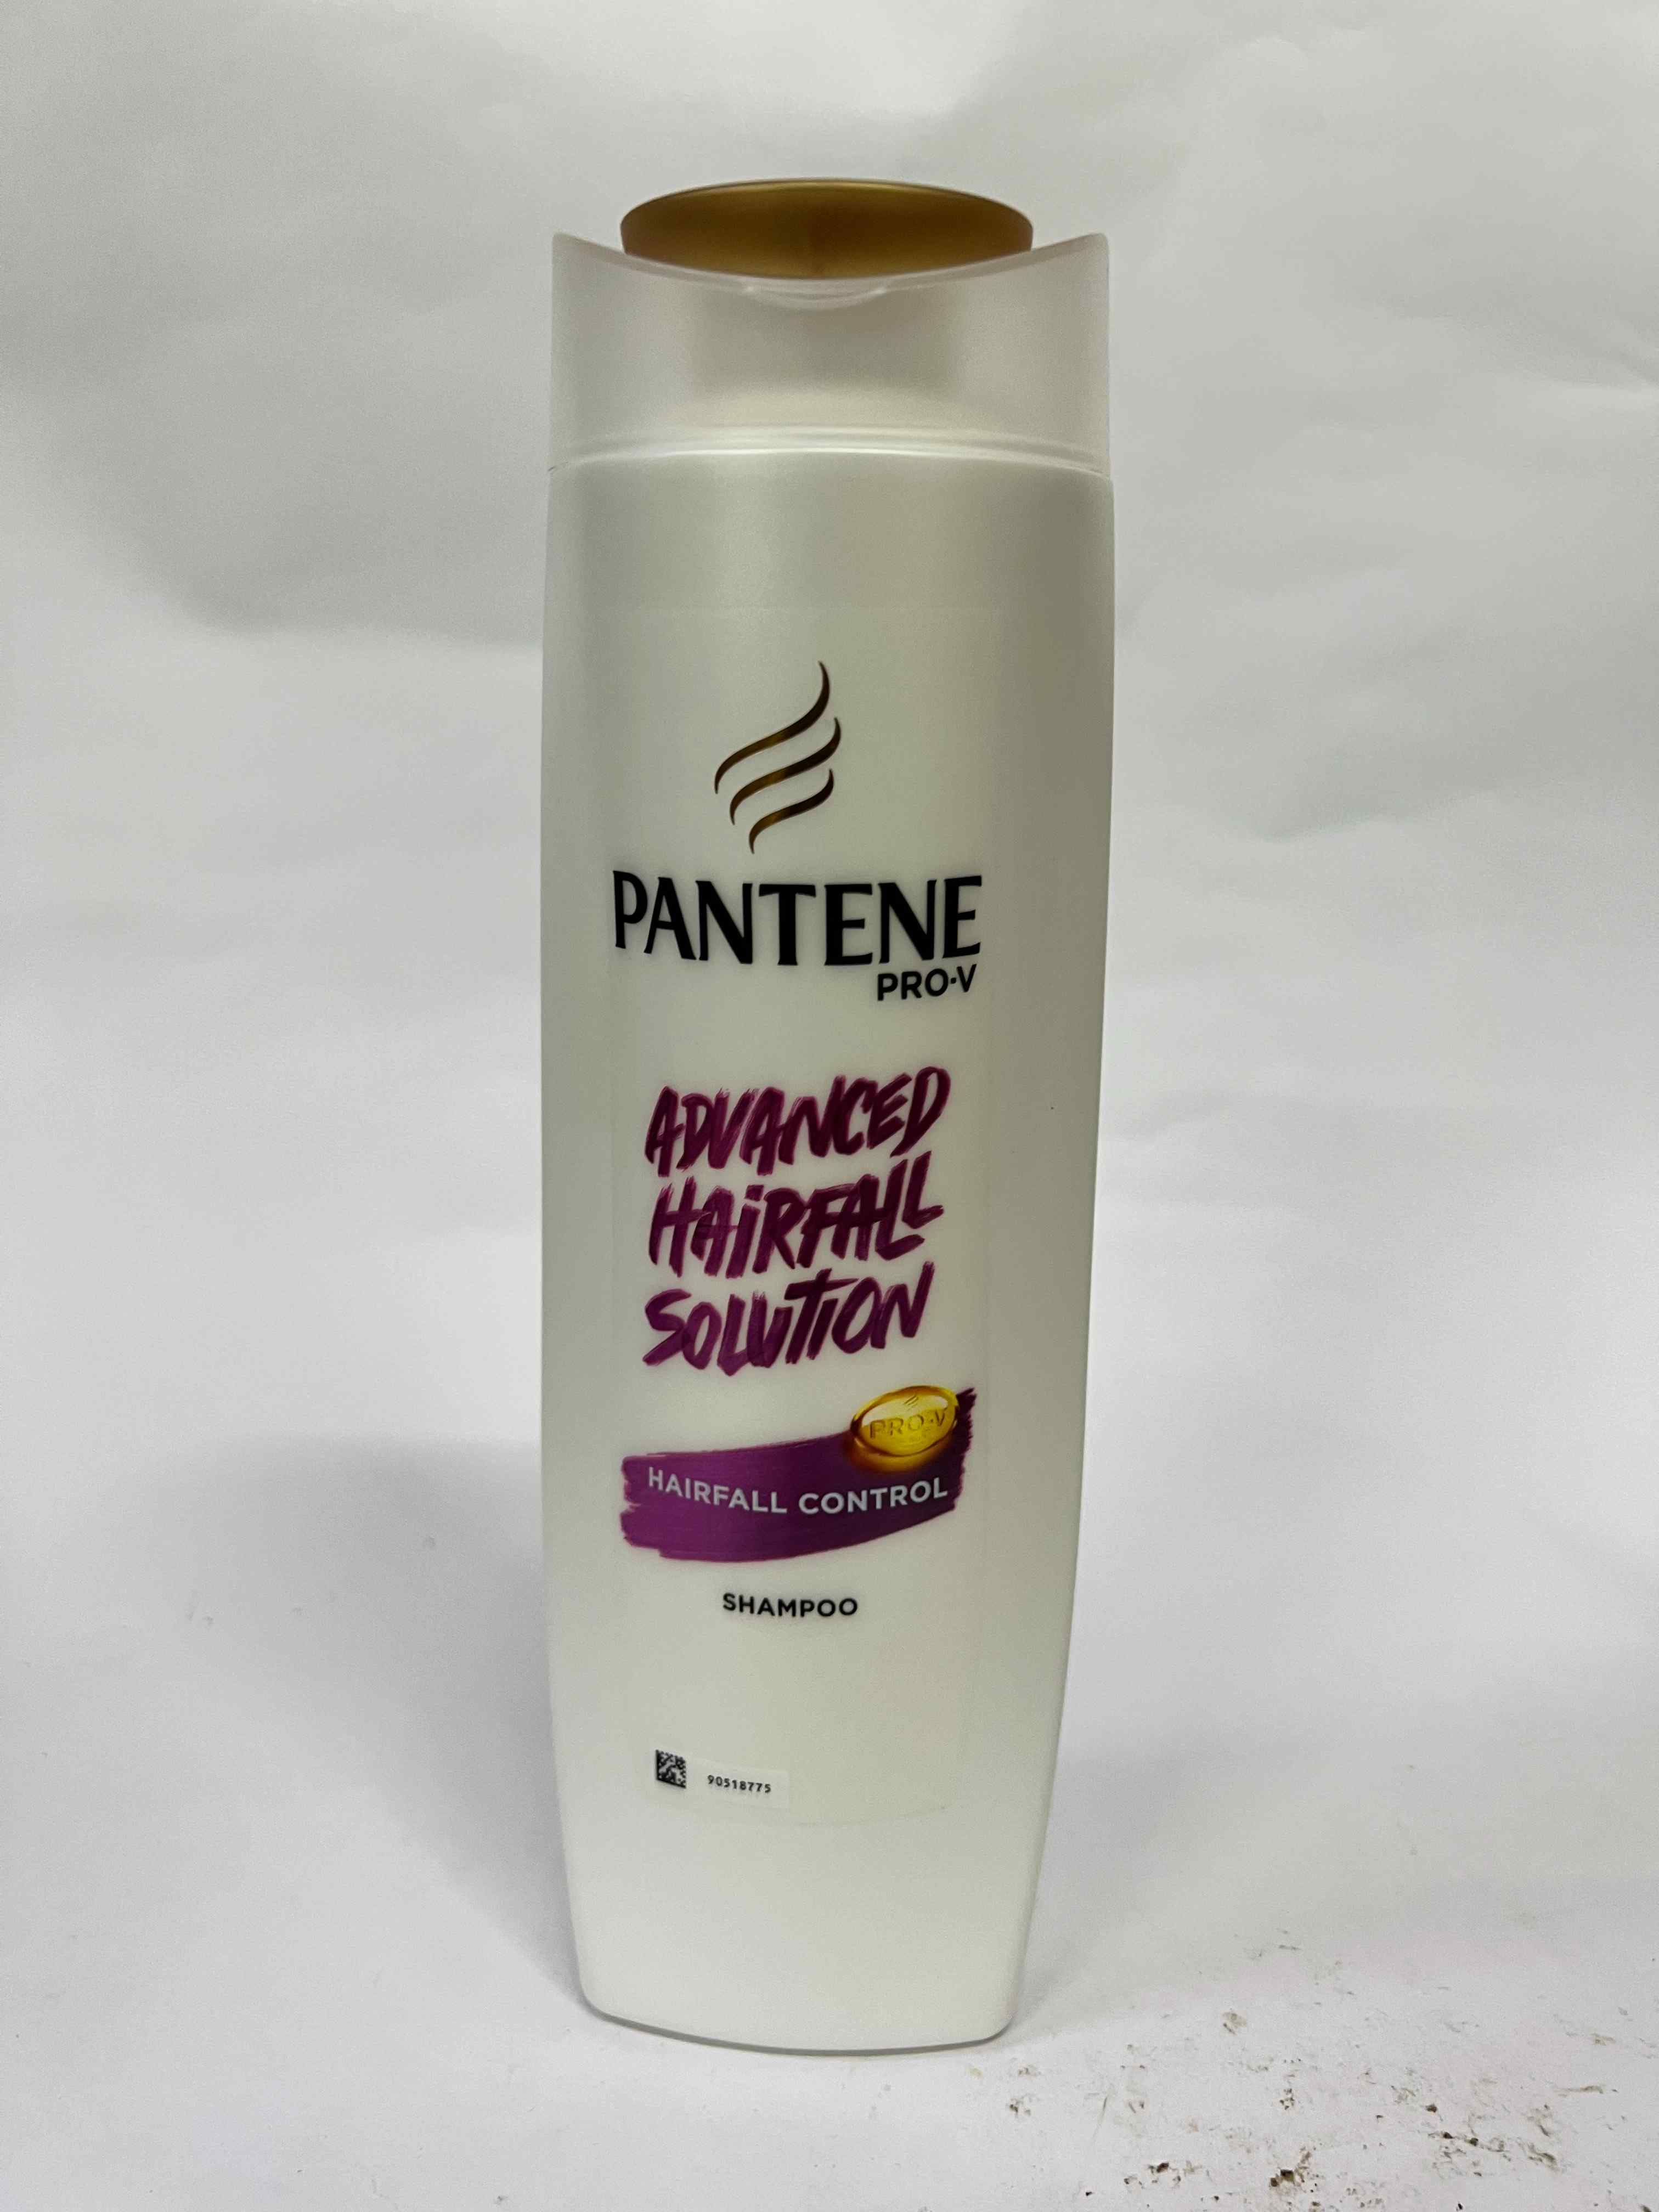 PANTENE
PRO-V
ADVANCED
HAiRFALL
SOLUTION
PRO-V
HAIRFALL CONTROL
SHAMPOO
90518775